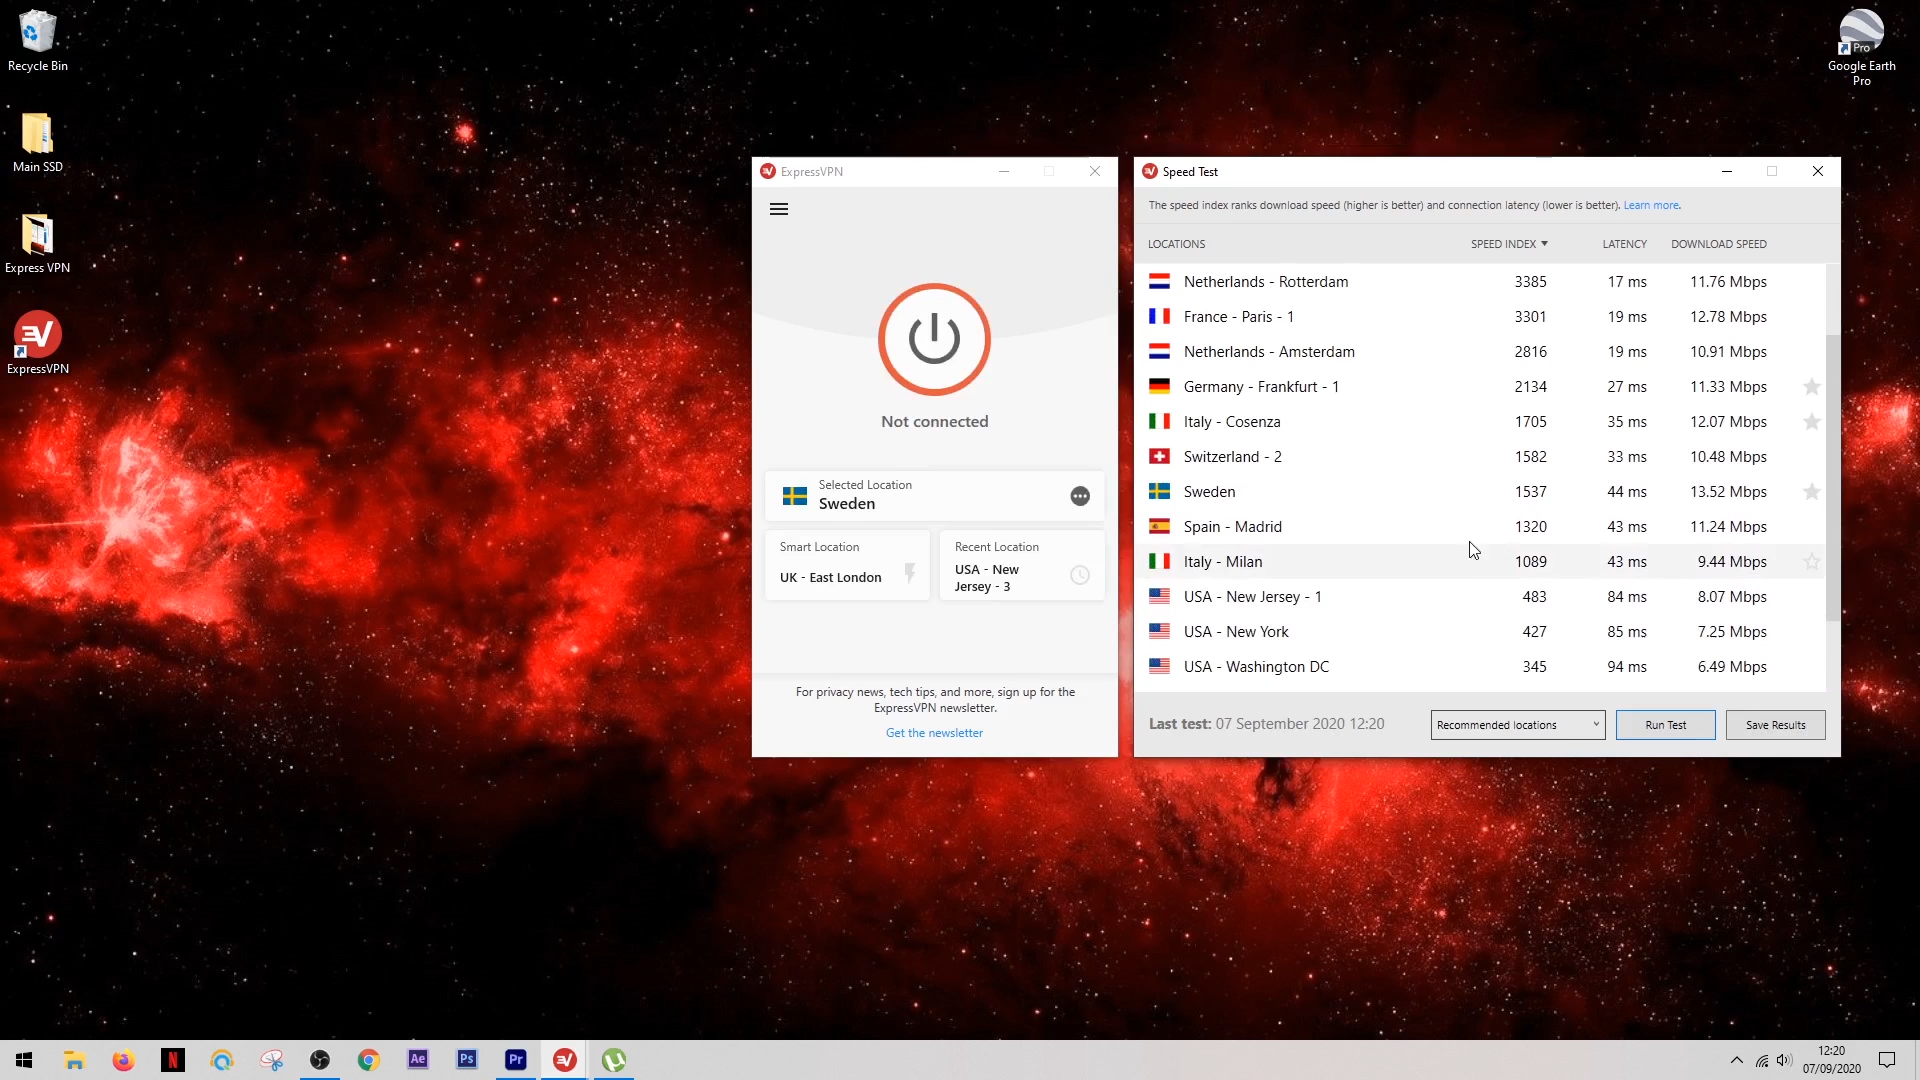 Recycle Bin
Main SSD
Express VPN
ExpressVPN
Pro
Google Earth
Pro
ExpressVPN
Not connected
Selected Location
Sweden
Smart Location
UK - East London
Recent Location
USA - New
Jersey - 3
For privacy news, tech tips, and more, sign up for the
ExpressVPN newsletter.
Get the newsletter
Speed Test
The speed index ranks download speed (higher is better) and connection latency (lower is better). Learn more.
LOCATIONS SPEED INDEX LATENCY DOWNLOAD SPEED
Netherlands - Rotterdam 3385 17 ms 11.76 Mbps
France - Paris - 1 3301 19 ms 12.78 Mbps
Netherlands - Amsterdam 2816 19 ms 10.91 Mbps
Germany - Frankfurt - 1 2134 27 ms 11.33 Mbps
Italy - Cosenza 1705 35 ms 12.07 Mbps
Switzerland - 2 1582 33 ms 10.48 Mbps
Sweden 1537 44 ms 13.52 Mbps
Spain - Madrid 1320 43 ms 11.24 Mbps
Italy - Milan 1089 43 ms 9.44 Mbps
USA - New Jersey - 1 483 84 ms 8.07 Mbps
USA - New York 427 85 ms 7.25 Mbps
USA - Washington DC 345 94 ms 6.49 Mbps
Last test: 07 September 2020 12:20 Recommended locations Run Test Save Results
N Ae Ps Pr
12:20
07/09/2020